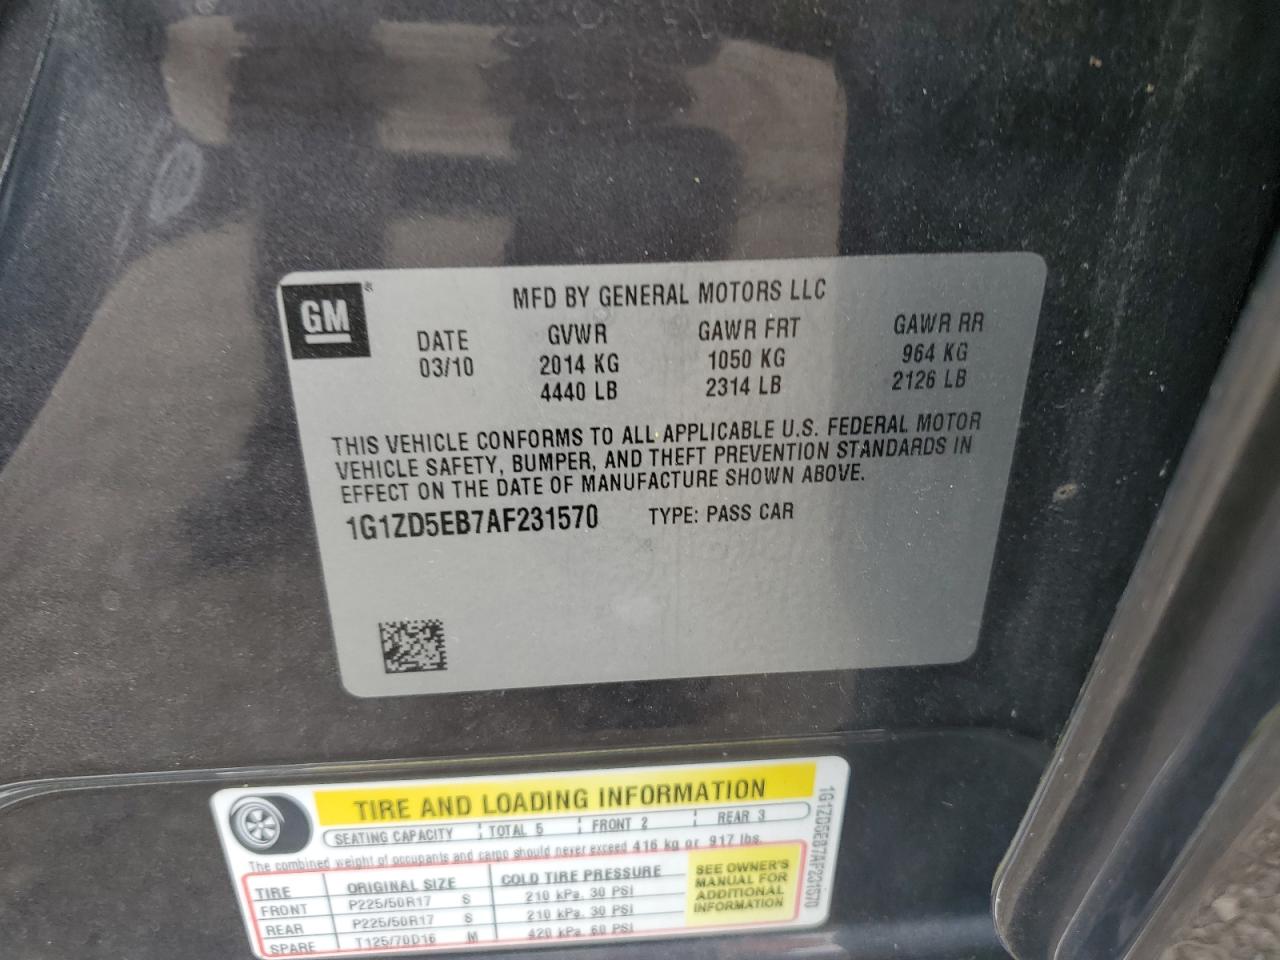 GM ®
MFD BY GENERAL MOTORS LLC
DATE GVWR GAWR FRT GAWR RR
03/10 2014 KG 1050 KG 964 KG
4440 LB 2314 LB 2126 LB
THIS VEHICLE CONFORMS TO ALL APPLICABLE U.S. FEDERAL MOTOR
VEHICLE SAFETY, BUMPER, AND THEFT PREVENTION STANDARDS IN
EFFECT ON THE DATE OF MANUFACTURE SHOWN ABOVE.
1G1ZD5EB7AF231570 TYPE: PASS CAR
TIRE AND LOADING INFORMATION
SEATING CAPACITY TOTAL 5 FRONT 2 REAR 3
The combined weight of occupants and cargo should never exceed 416 kg or 917 lbs.
TIRE ORIGINAL SIZE COLD TIRE PRESSURE
FRONT P225/50R17 S 210 kPa, 30 PSI
REAR P225/50R17 S 210 kPa, 30 PSI
SPARE T125/70D16 M 420 kPa, 60 PSI
SEE OWNER'S
MANUAL FOR
ADDITIONAL
INFORMATION
1G1ZD5EB7AF231570